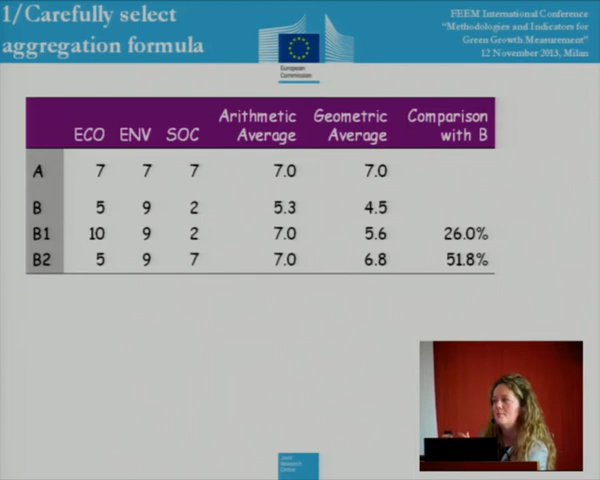 1/Carefully select
aggregation formula
FEEM International Conference
"Methodologies and Indicators for
Green Growth Measurement"
12 November 2013, Milan
European
Commission
ECO ENV SOC Arithmetic Average Geometric Average Comparison with B
A 7 7 7 7.0 7.0
B 5 9 2 5.3 4.5
B1 10 9 2 7.0 5.6 26.0%
B2 5 9 7 7.0 6.8 51.8%
Joint
Research
Centre